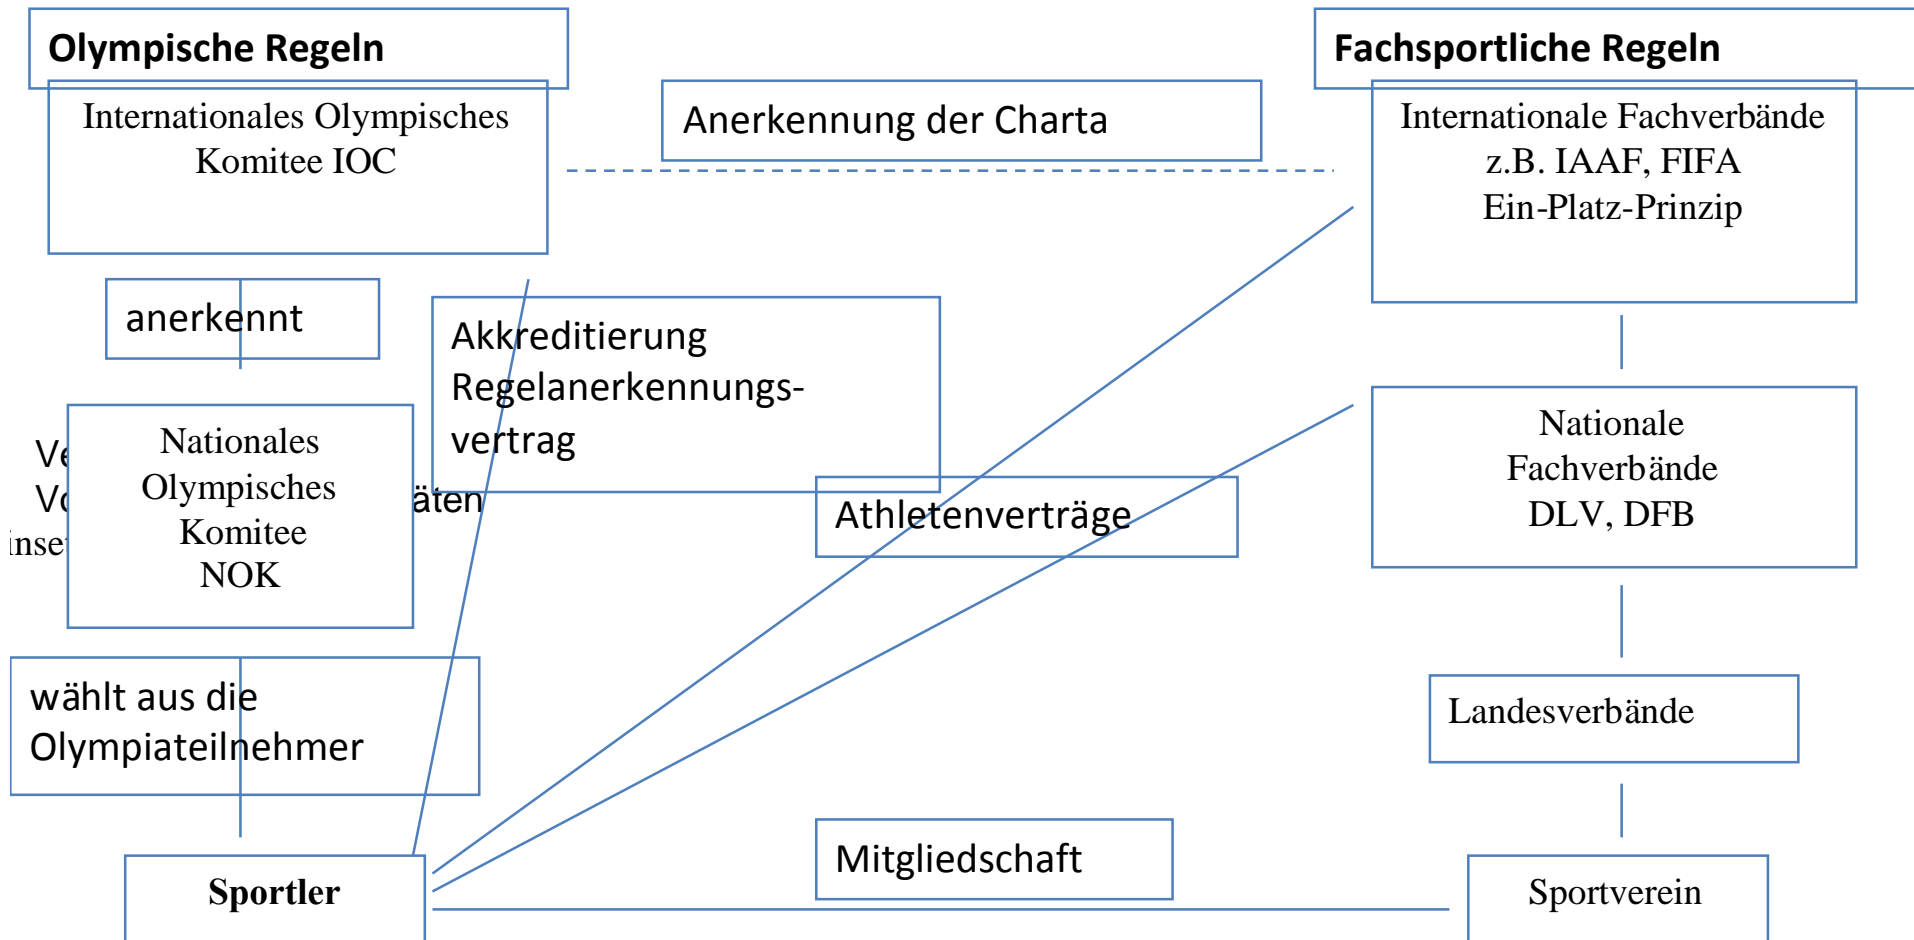 Olympische Regeln
Fachsportliche Regeln
Internationales Olympisches
Komitee IOC
Anerkennung der Charta
Internationale Fachverbände
z.B. IAAF, FIFA
Ein-Platz-Prinzip
anerkennt
Akkreditierung
Regelanerkennungs-
vertrag
Nationales
Olympisches
Komitee
NOK
Athletenverträge
Nationale
Fachverbände
DLV, DFB
wählt aus die
Olympiateilnehmer
Landesverbände
Mitgliedschaft
Sportler
Sportverein